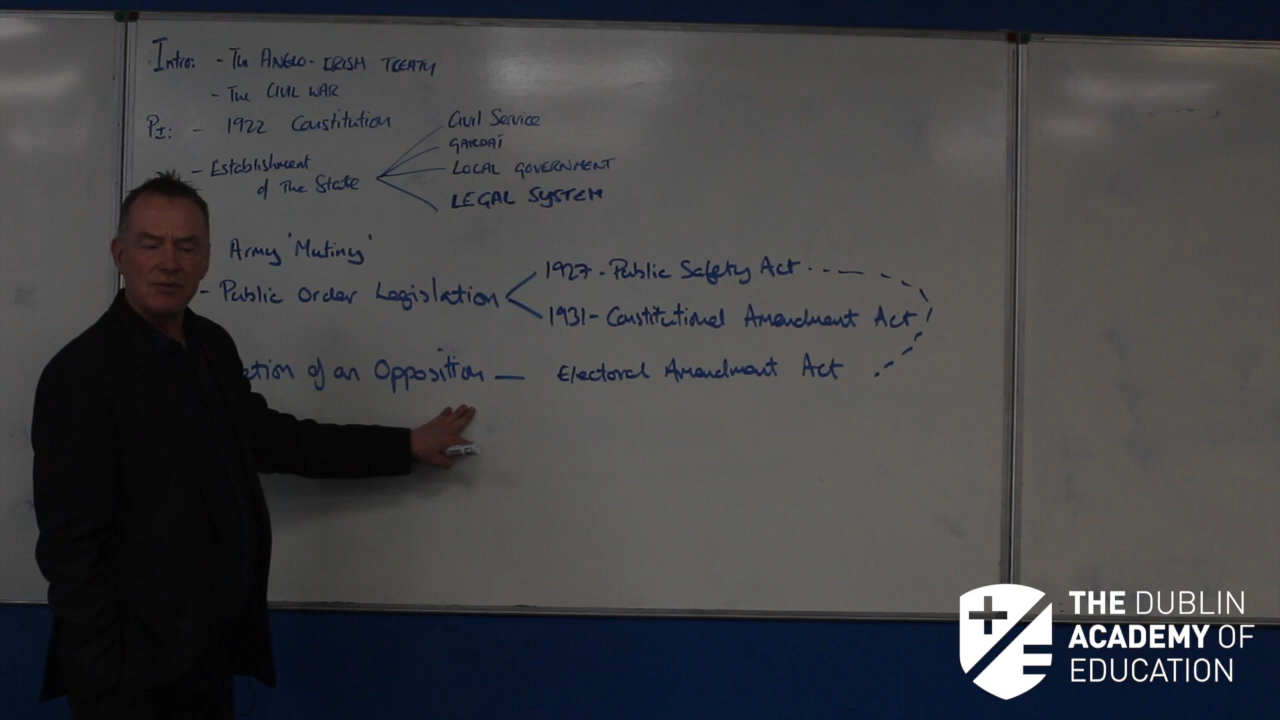 Intro: - The ANGLO-IRISH TREATY
- The CIVIL WAR
PI: - 1922 Constitution
- Establishment of The State
Civil Service
GARDAÍ
LOCAL GOVERNMENT
LEGAL SYSTEM
Army 'Mutiny'
- Public Order Legislation
1927 - Public Safety Act
1931 - Constitutional Amendment Act
etion of an Opposition — Electoral Amendment Act
THE DUBLIN
ACADEMY OF
EDUCATION